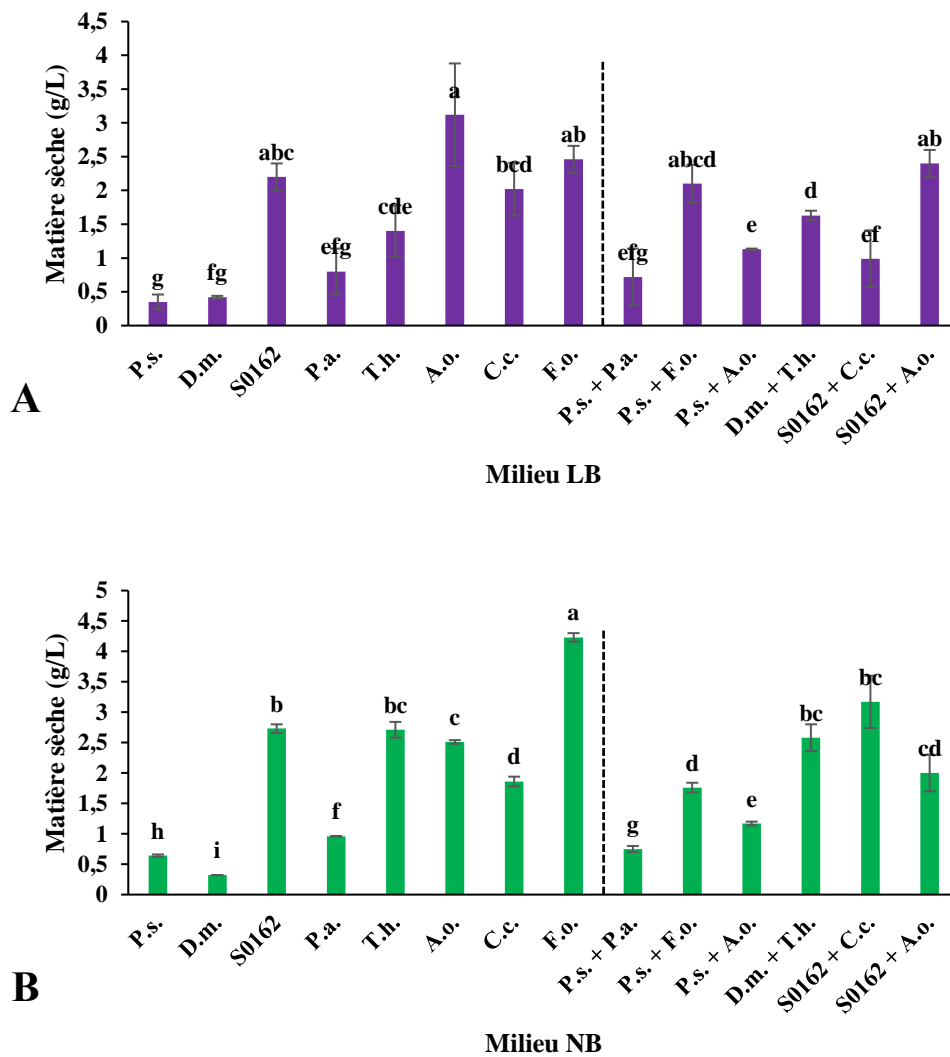 Matière sèche (g/L)
4,5
4
3,5
3
2,5
2
1,5
1
0,5
0
g
fg
abc
efg
cde
a
bcd
ab
efg
abcd
e
d
ef
ab
P.s.
D.m.
S0162
P.a.
T.h.
A.o.
C.c.
F.o.
P.s. + P.a.
P.s. + F.o.
P.s. + A.o.
D.m. + T.h.
S0162 + C.c.
S0162 + A.o.
A
Milieu LB
Matière sèche (g/L)
5
4,5
4
3,5
3
2,5
2
1,5
1
0,5
0
h
i
b
f
bc
c
d
a
g
d
e
bc
bc
cd
P.s.
D.m.
S0162
P.a.
T.h.
A.o.
C.c.
F.o.
P.s. + P.a.
P.s. + F.o.
P.s. + A.o.
D.m. + T.h.
S0162 + C.c.
S0162 + A.o.
B
Milieu NB